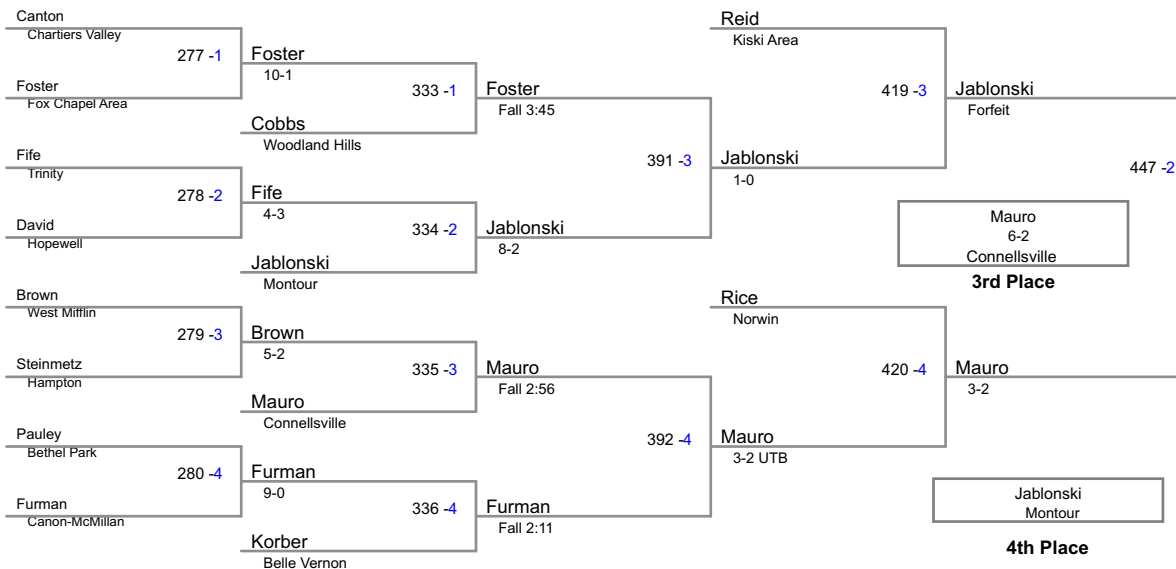 Canton
Chartiers Valley
277 -1
Foster
Fox Chapel Area
Foster
10-1
333 -1
Cobbs
Woodland Hills
Foster
Fall 3:45
Fife
Trinity
278 -2
David
Hopewell
Fife
4-3
334 -2
Jablonski
Montour
Jablonski
8-2
391 -3
Jablonski
1-0
Reid
Kiski Area
419 -3
Jablonski
Forfeit
447 -2
Mauro
6-2
Connellsville
3rd Place
Brown
West Mifflin
279 -3
Steinmetz
Hampton
Brown
5-2
335 -3
Mauro
Connellsville
Mauro
Fall 2:56
Pauley
Bethel Park
280 -4
Furman
Canon-McMillan
Furman
9-0
336 -4
Korber
Belle Vernon
Furman
Fall 2:11
392 -4
Mauro
3-2 UTB
Rice
Norwin
420 -4
Mauro
3-2
Jablonski
Montour
4th Place